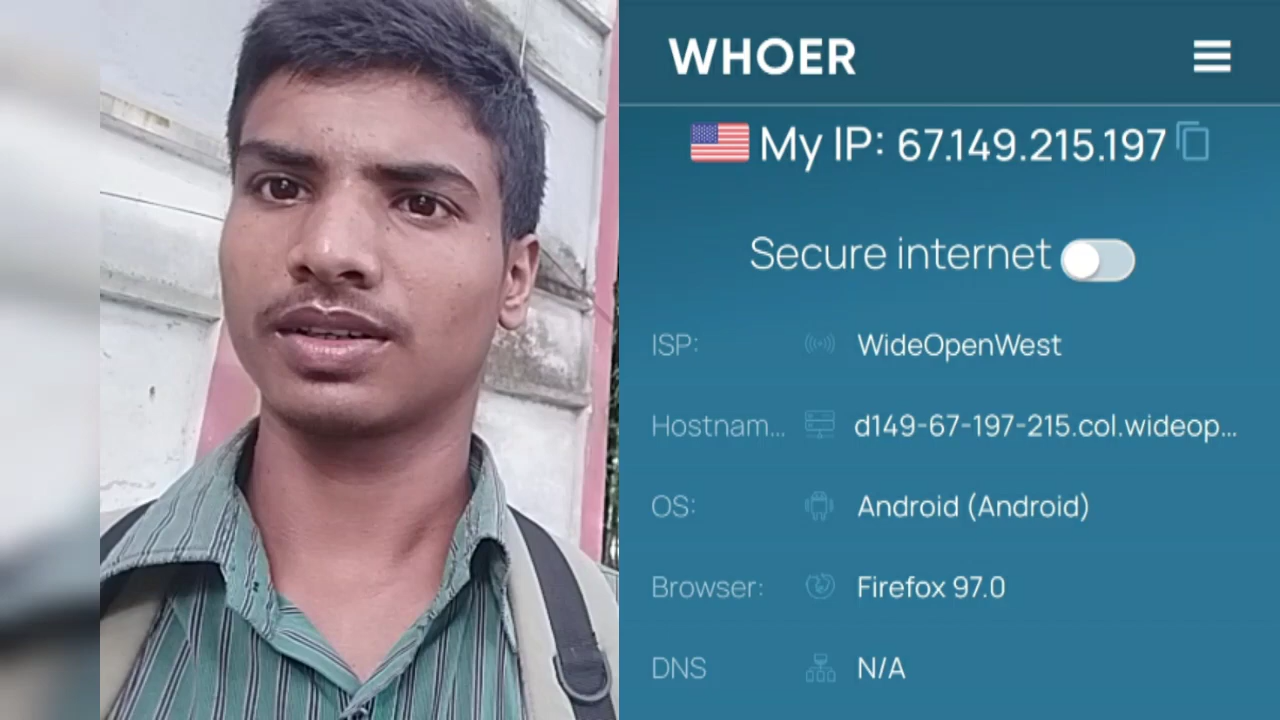 WHOER
My IP: 67.149.215.197
Secure internet
ISP: WideOpenWest
Hostnam... d149-67-197-215.col.wideop...
OS: Android (Android)
Browser: Firefox 97.0
DNS N/A